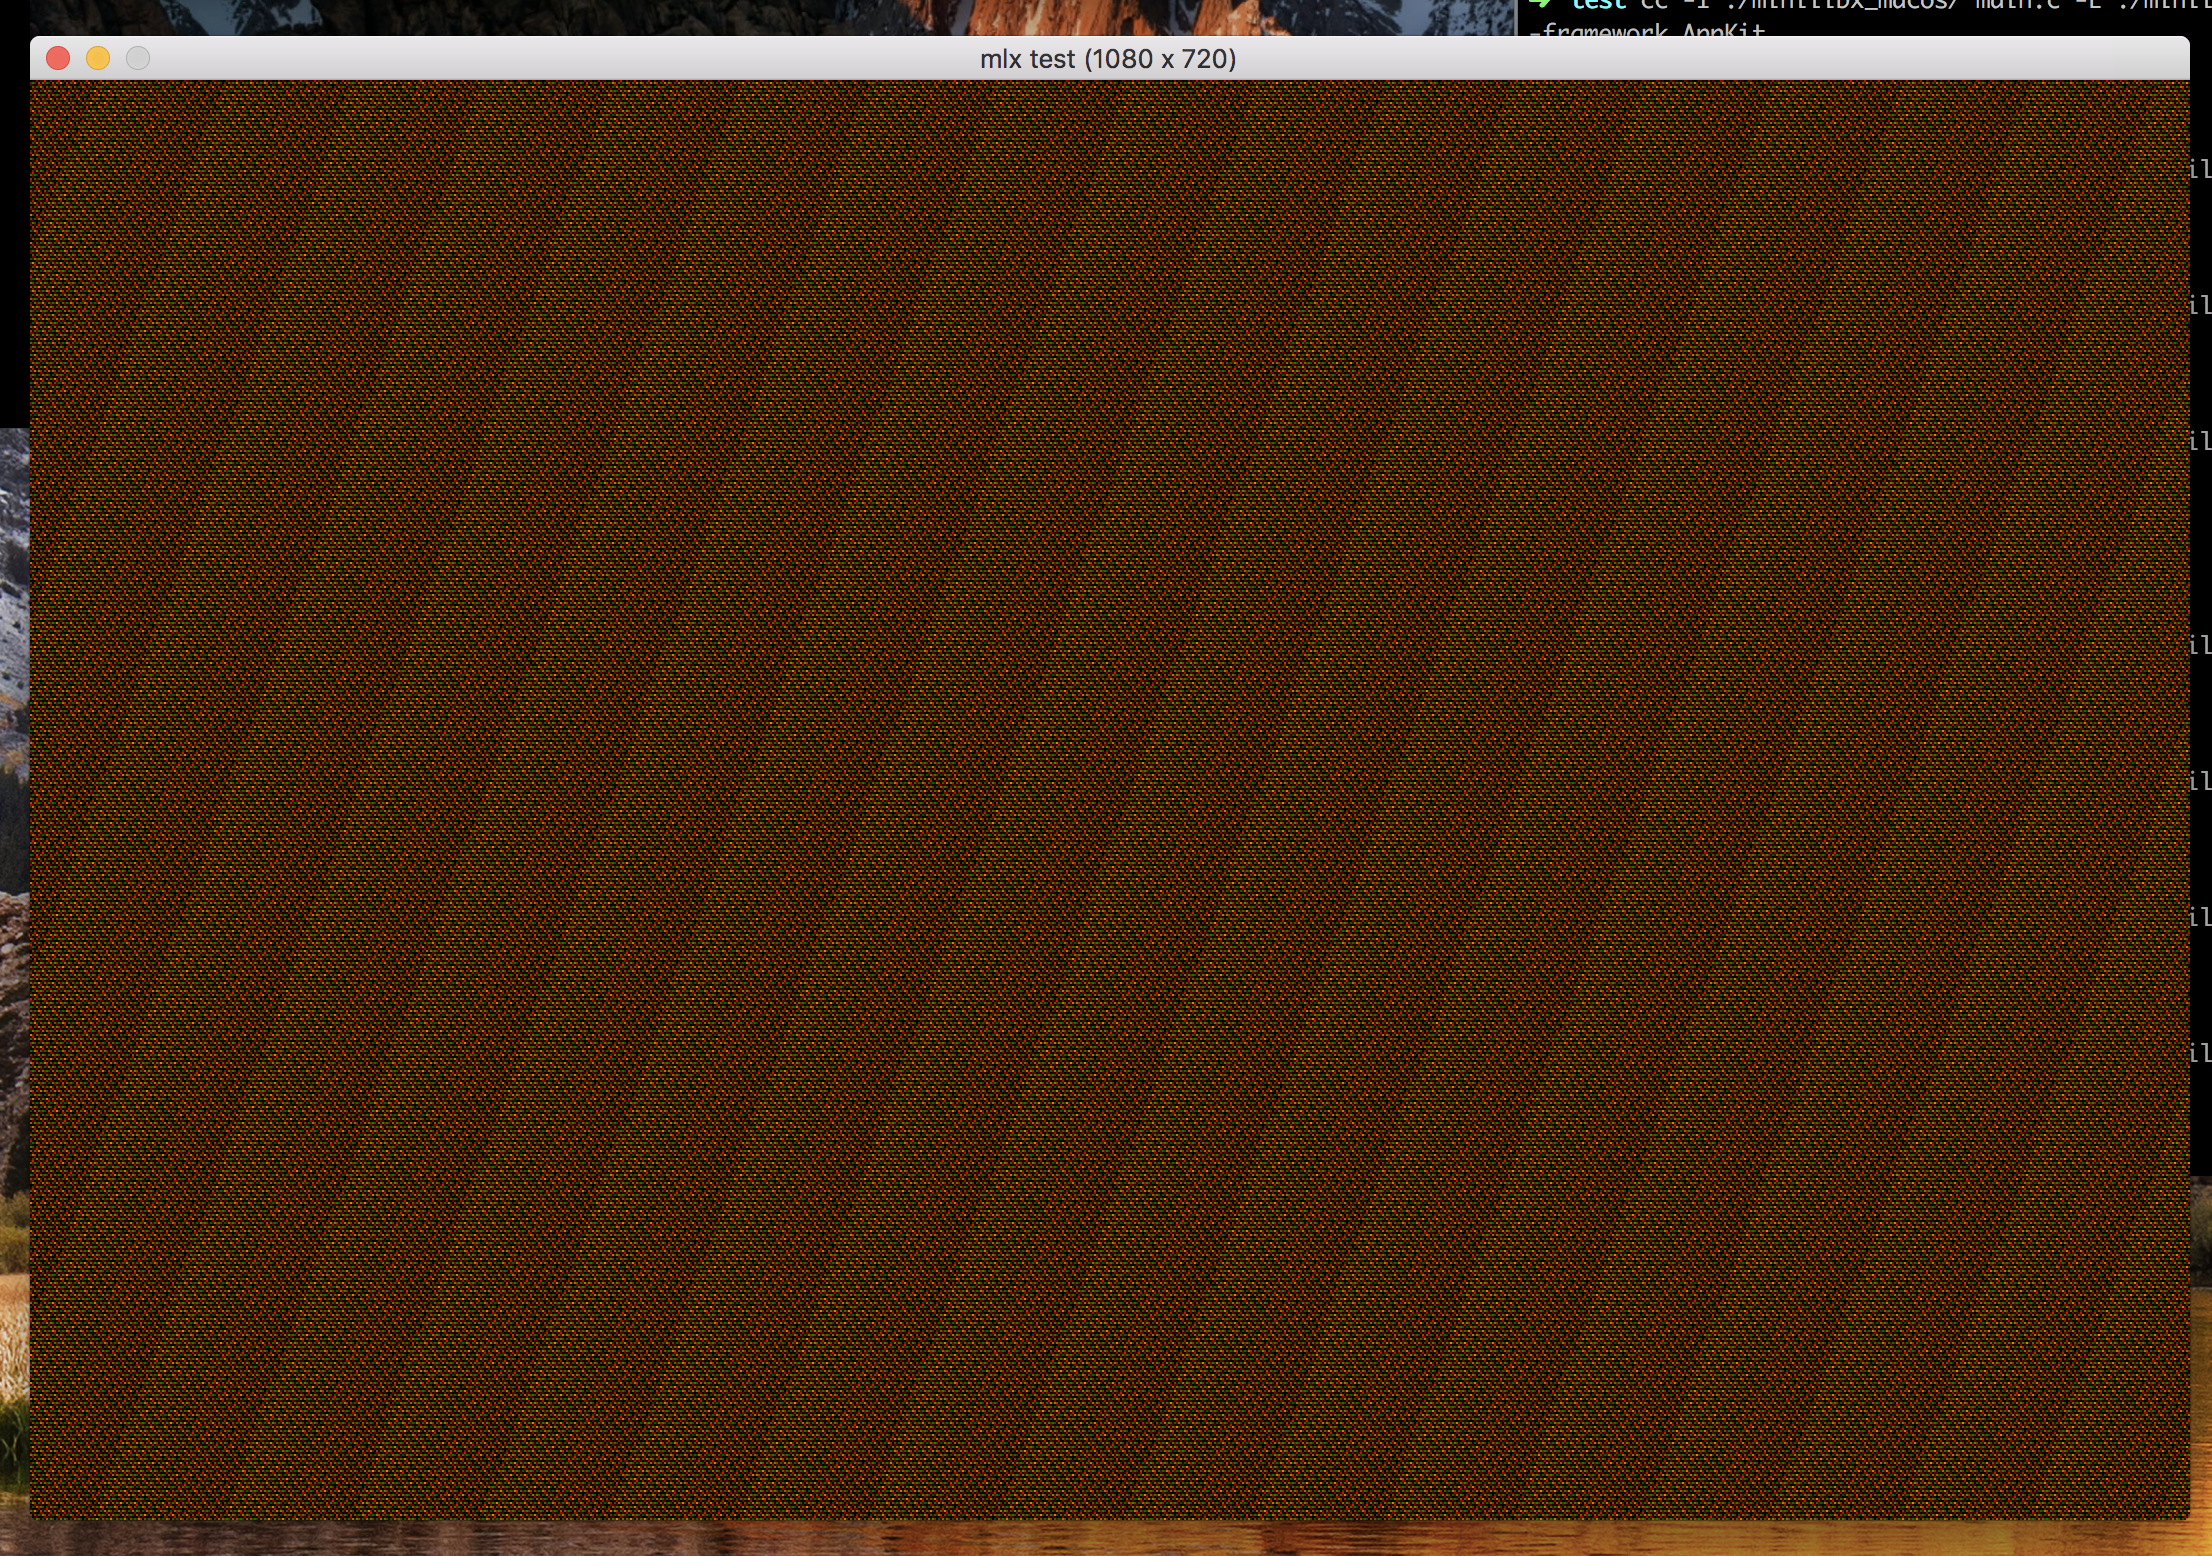 ➜ test cc -I ./minilibx_macos/ main.c -L ./minil
-framework AppKit
mlx test (1080 x 720)
il
il
il
il
il
il
il